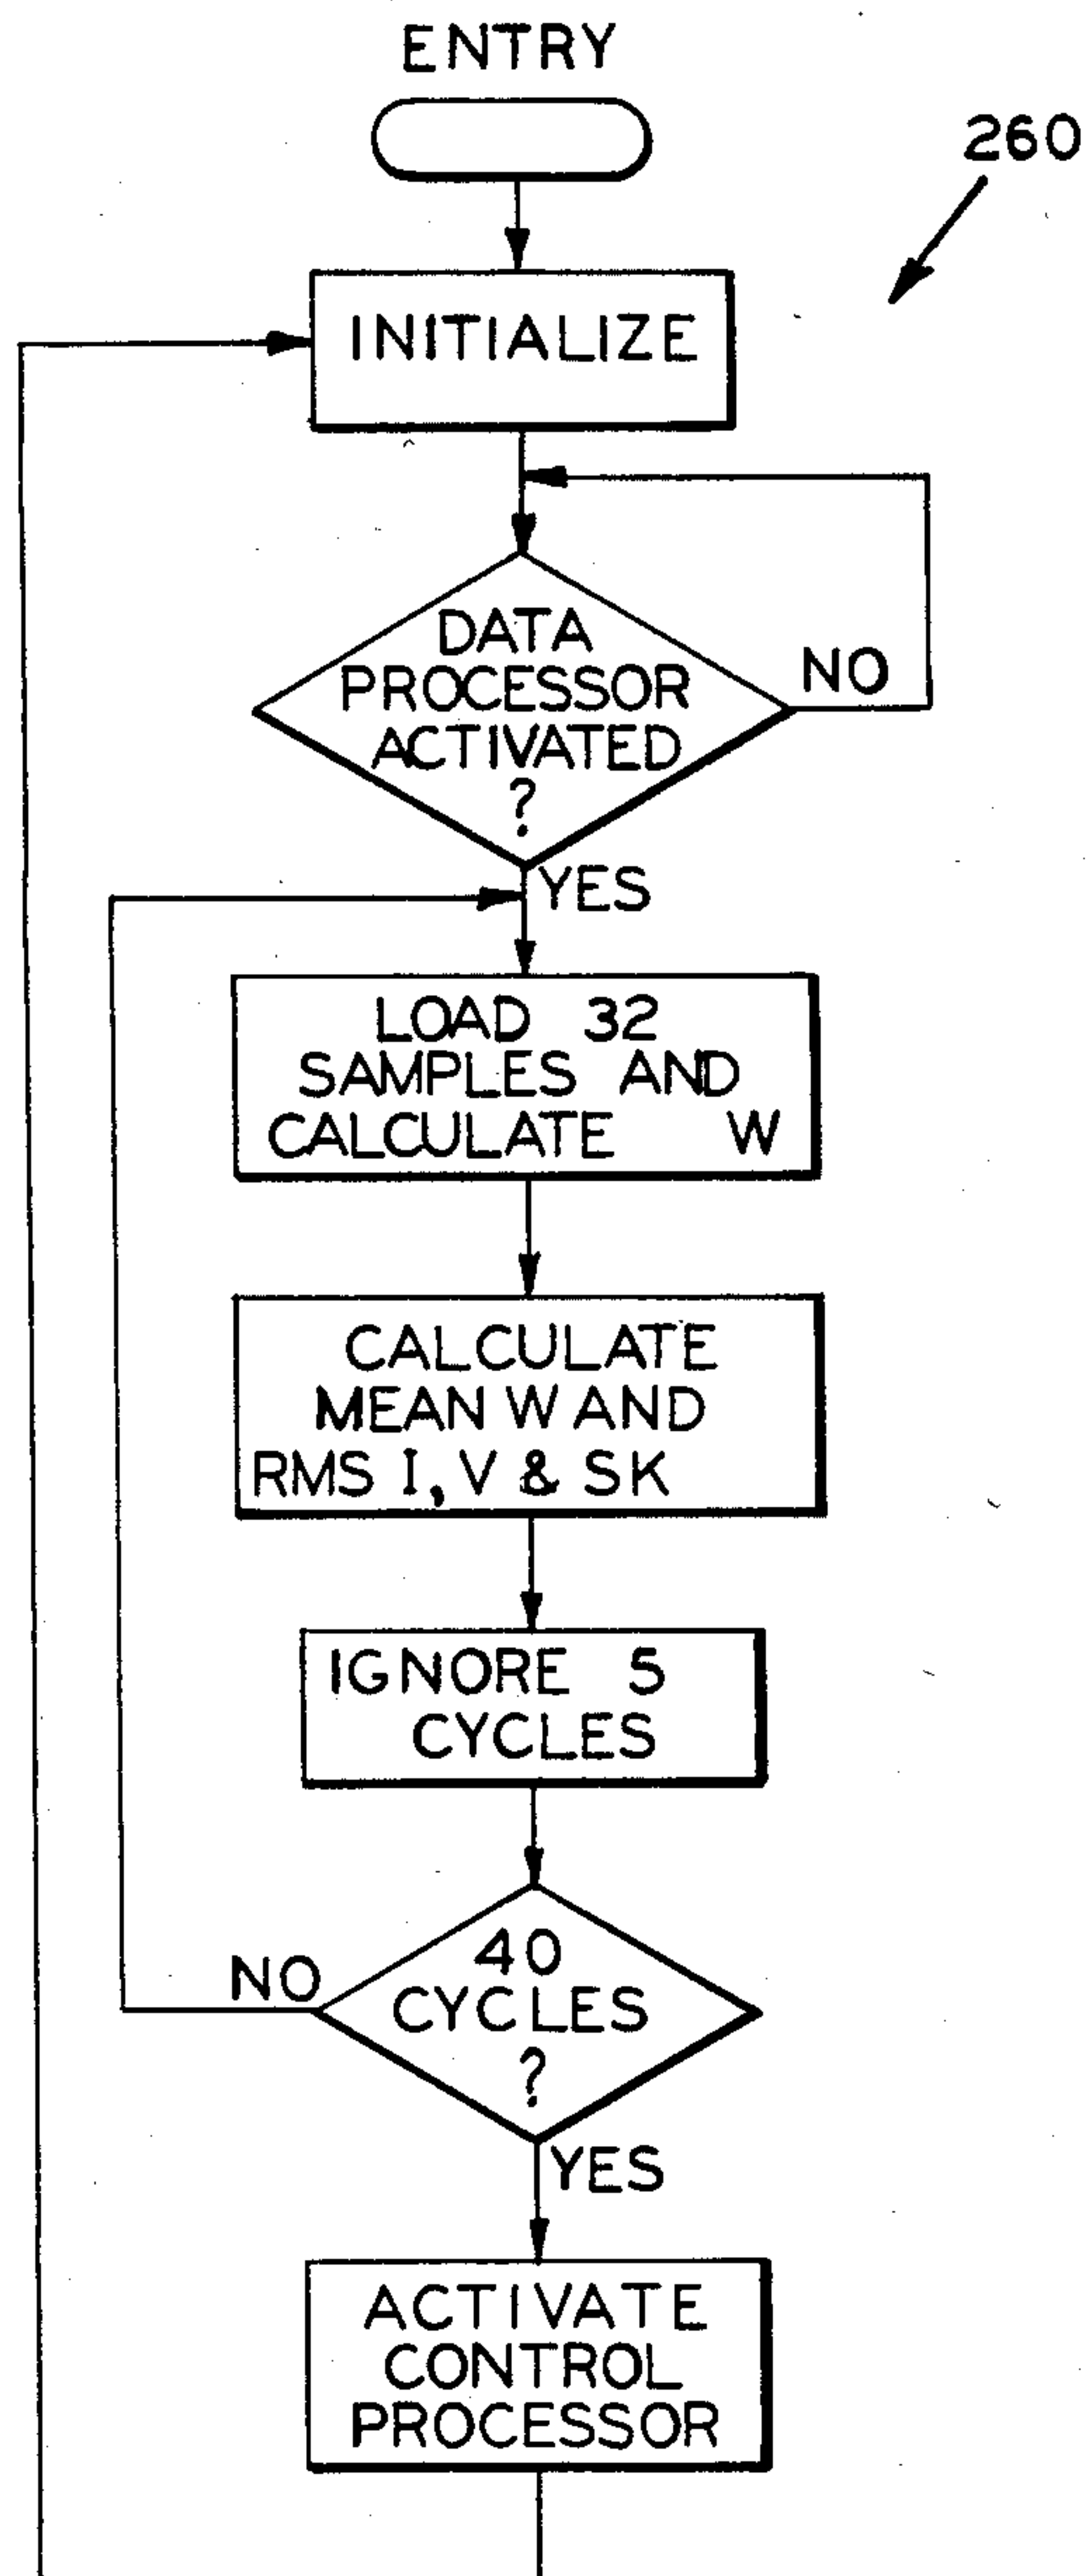 ENTRY
260
INITIALIZE
DATA
PROCESSOR
ACTIVATED
?
NO
YES
LOAD 32
SAMPLES AND
CALCULATE W
CALCULATE
MEAN W AND
RMS I, V & SK
IGNORE 5
CYCLES
40
CYCLES
?
NO
YES
ACTIVATE
CONTROL
PROCESSOR